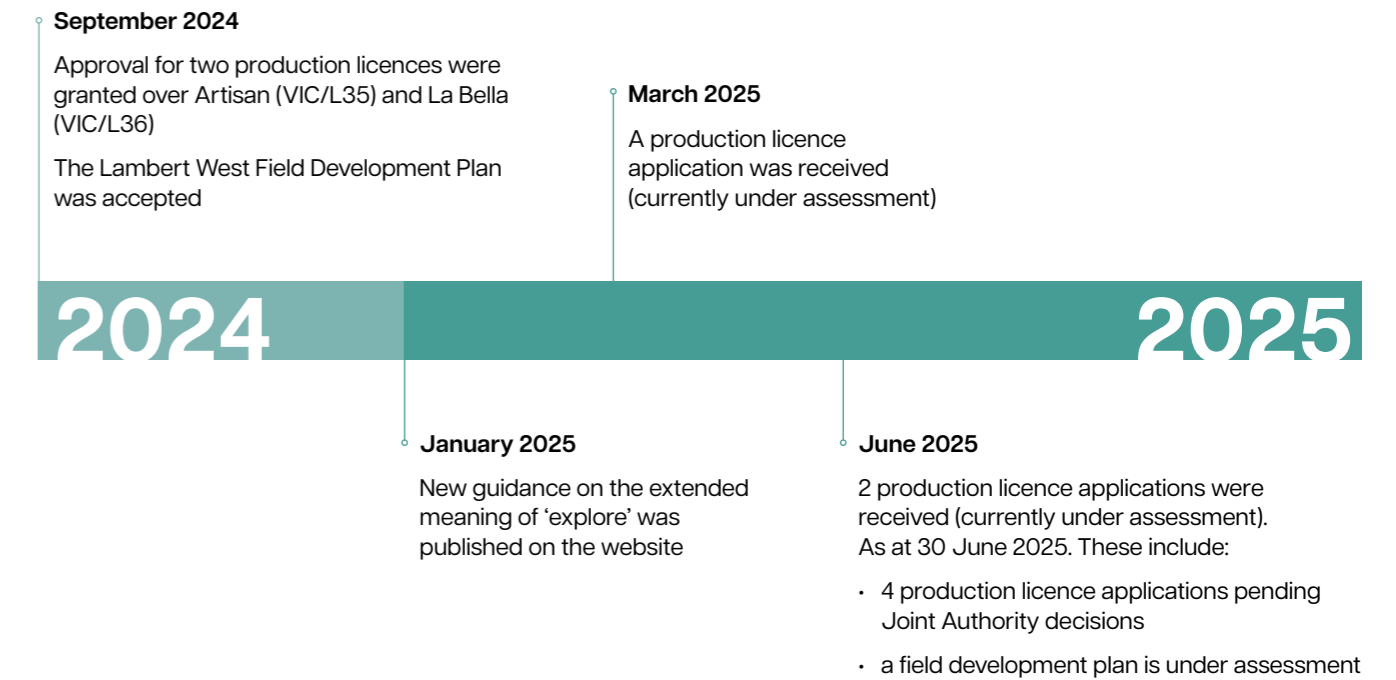 September 2024
Approval for two production licences were
granted over Artisan (VIC/L35) and La Bella
(VIC/L36)
The Lambert West Field Development Plan
was accepted
March 2025
A production licence
application was received
(currently under assessment)
2024
2025
January 2025
New guidance on the extended
meaning of ‘explore’ was
published on the website
June 2025
2 production licence applications were
received (currently under assessment).
As at 30 June 2025. These include:
• 4 production licence applications pending
Joint Authority decisions
• a field development plan is under assessment